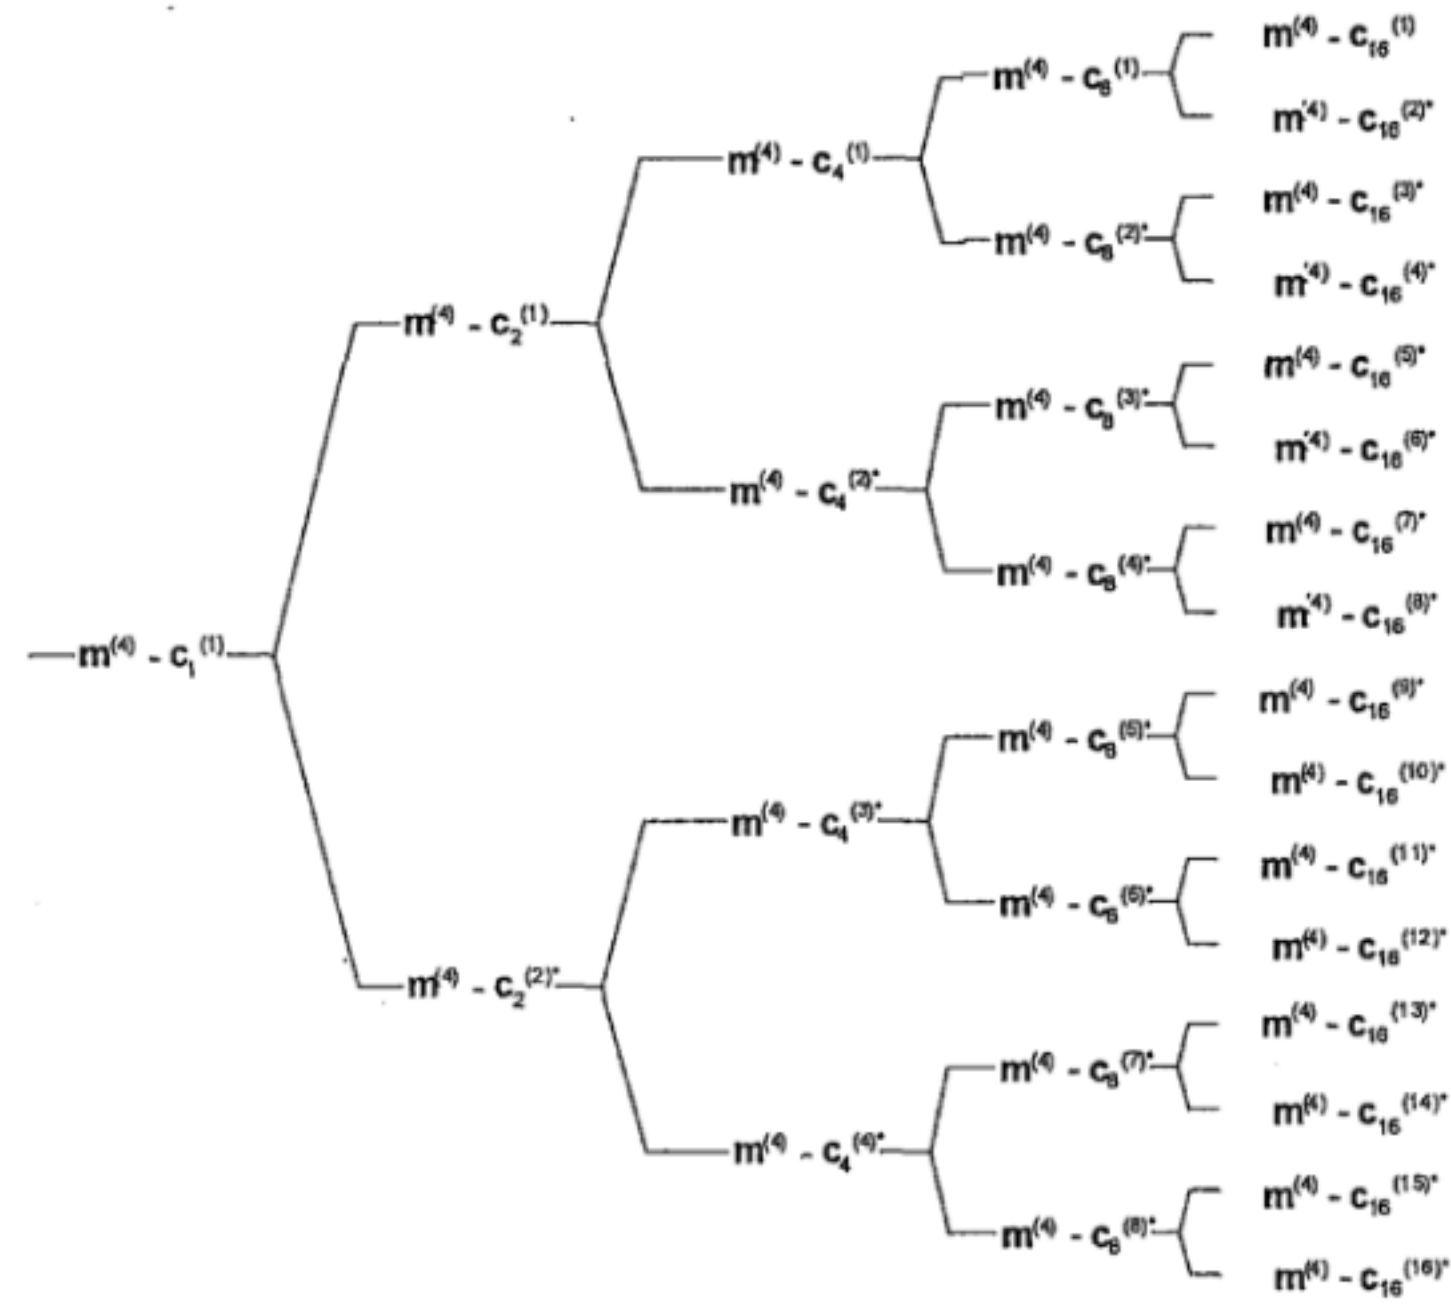 m(4) - c16(1)
m(4) - c8(1)
m(4) - c16(2)*
m(4) - c4(1)
m(4) - c16(3)*
m(4) - c8(2)*
m(4) - c16(4)*
m(4) - c2(1)
m(4) - c16(5)*
m(4) - c8(3)*
m(4) - c16(6)*
m(4) - c4(2)*
m(4) - c16(7)*
m(4) - c8(4)*
m(4) - c16(8)*
m(4) - c1(1)
m(4) - c16(9)*
m(4) - c8(5)*
m(4) - c16(10)*
m(4) - c4(3)*
m(4) - c16(11)*
m(4) - c8(6)*
m(4) - c16(12)*
m(4) - c2(2)*
m(4) - c16(13)*
m(4) - c8(7)*
m(4) - c16(14)*
m(4) - c4(4)*
m(4) - c16(15)*
m(4) - c8(8)*
m(4) - c16(16)*